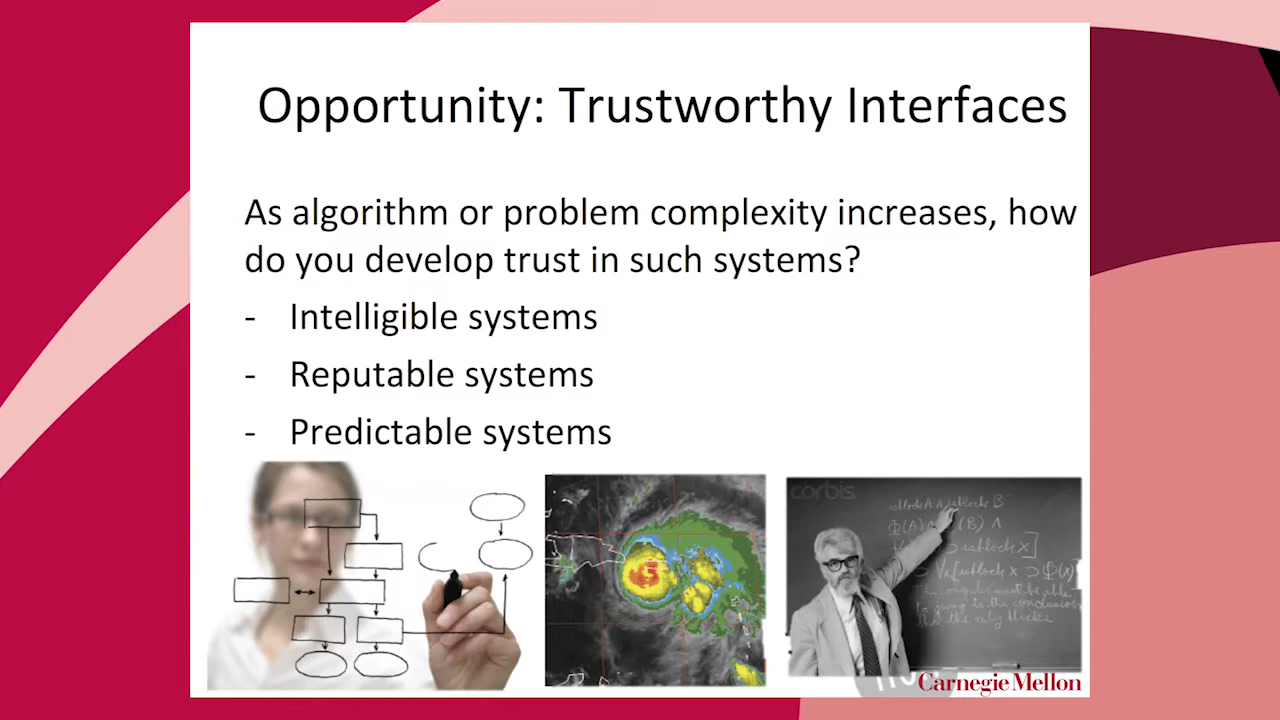 Opportunity: Trustworthy Interfaces
As algorithm or problem complexity increases, how
do you develop trust in such systems?
- Intelligible systems
- Reputable systems
- Predictable systems
corbis
Carnegie Mellon